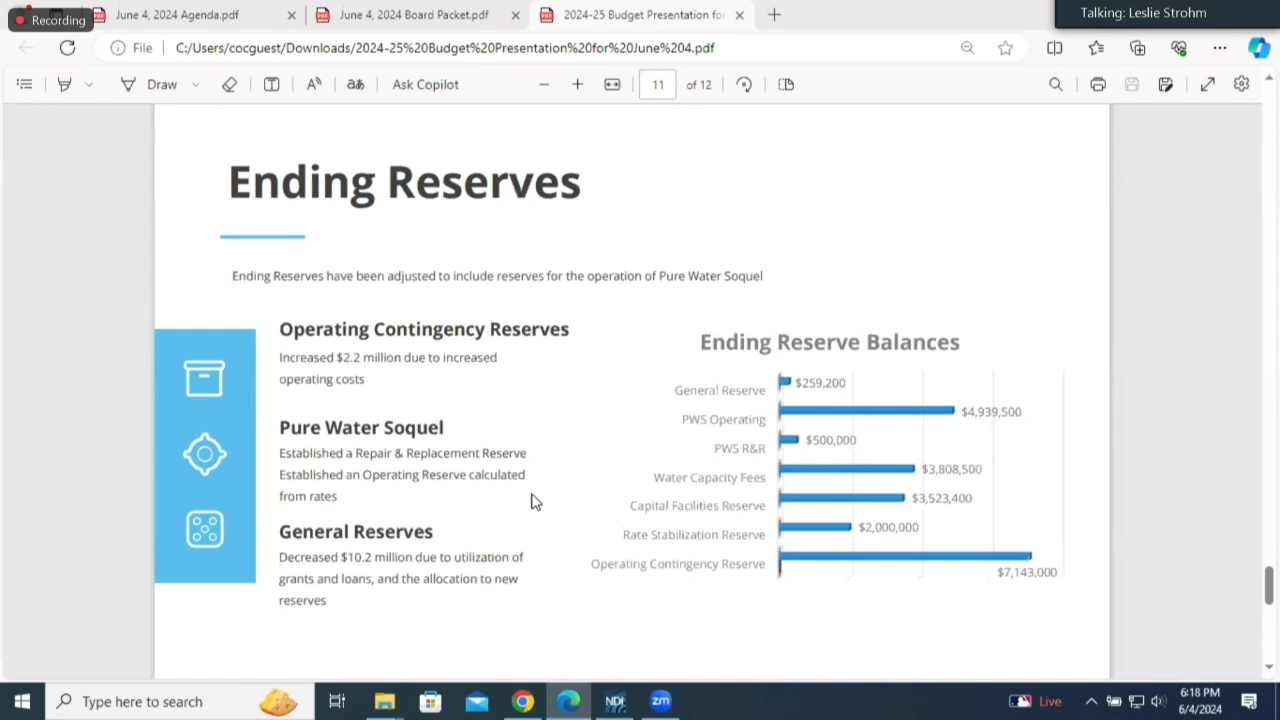 Recording
June 4, 2024 Agenda.pdf
June 4, 2024 Board Packet.pdf
2024-25 Budget Presentation for
Talking: Leslie Strohm
File
C:/Users/cocguest/Downloads/2024-25%20Budget%20Presentation%20for%20June%204.pdf
Draw
Ask Copilot
11 of 12
Ending Reserves
Ending Reserves have been adjusted to include reserves for the operation of Pure Water Soquel
Operating Contingency Reserves
Increased $2.2 million due to increased
operating costs
Pure Water Soquel
Established a Repair & Replacement Reserve
Established an Operating Reserve calculated
from rates
General Reserves
Decreased $10.2 million due to utilization of
grants and loans, and the allocation to new
reserves
Ending Reserve Balances
General Reserve $259,200
PWS Operating $4,939,500
PWS R&R $500,000
Water Capacity Fees $3,808,500
Capital Facilities Reserve $3,523,400
Rate Stabilization Reserve $2,000,000
Operating Contingency Reserve $7,143,000
Type here to search
NDI
zm
Live
6:18 PM
6/4/2024